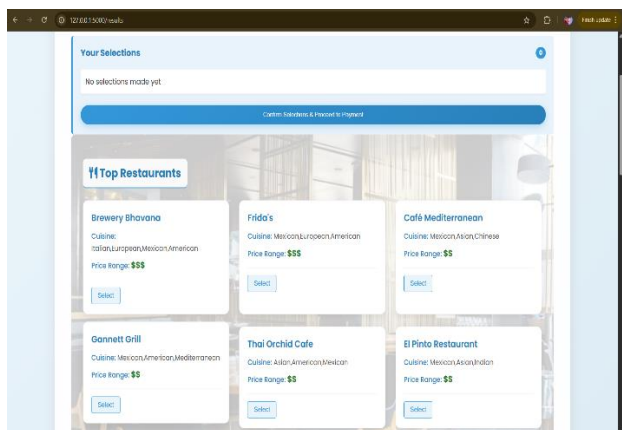 127.0.0.1:5000/results
Finish update
Your Selections
0
No selections made yet
Confirm Selections & Proceed to Payment
Top Restaurants
Brewery Bhavana
Cuisine:
Italian,European,Mexican,American
Price Range: $$$
Select
Frida's
Cuisine: Mexican,European,American
Price Range: $$$
Select
Café Mediterranean
Cuisine: Mexican,Asian,Chinese
Price Range: $$
Select
Gannett Grill
Cuisine: Mexican,American,Mediterranean
Price Range: $$
Select
Thai Orchid Cafe
Cuisine: Asian,American,Mexican
Price Range: $$
Select
El Pinto Restaurant
Cuisine: Mexican,Asian,Indian
Price Range: $$
Select